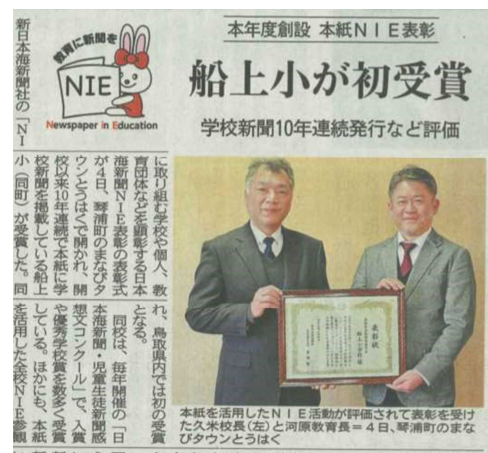 本年度創設 本紙NIE表彰
船上小が初受賞
学校新聞10年連続発行など評価
教育に新聞を
NIE
Newspaper in Education
新日本海新聞社の「NI
に取り組む学校や個人、教
育団体などを顕彰する日本
海新聞NIE表彰の表彰式
が4日、琴浦町のまなびタ
ウンとうはくで開かれ、開
校以来10年連続で本紙に学
校新聞を掲載している船上
小(同町)が受賞した。同
れ、鳥取県内では初の受賞
となる。
同校は、毎年開催の「日
本海新聞・児童生徒新聞感
想文コンクール」で、入賞
や優秀学校賞を数多く受賞
している。ほかにも、本紙
を活用した全校NIE参観
表彰状
本紙を活用したNIE活動が評価されて表彰を受け
た久米校長(左)と河原教育長=4日、琴浦町のまな
びタウンとうはく